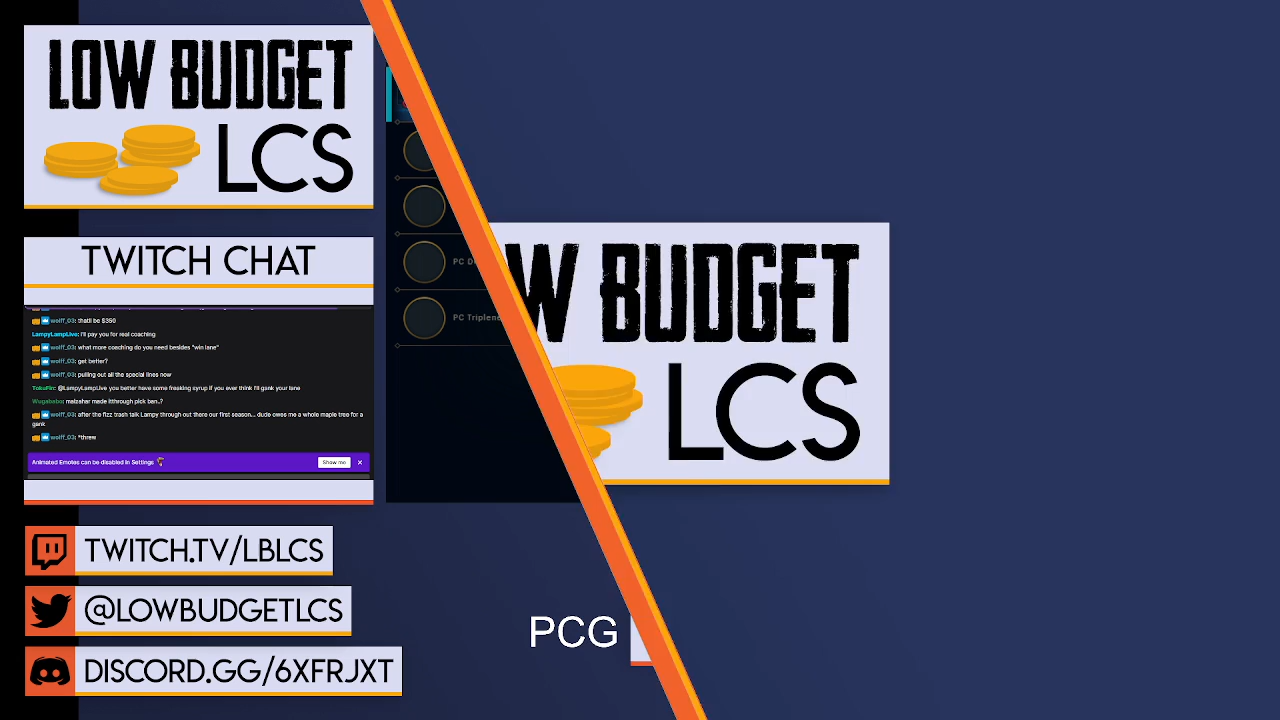 LOW BUDGET
LCS
TWITCH CHAT
wolff_03: thatll be $350
LampyLampLive: i'll pay you for real coaching
wolff_03: what more coaching do you need besides "win lane"
wolff_03: get better?
wolff_03: pulling out all the special lines now
TokuFin: @LampyLampLive you better have some freaking syrup if you ever think i'll gank your lane
Wugababo: malzahar made itthrough pick ban..?
wolff_03: after the fizz trash talk Lampy through out there our first season... dude owes me a whole maple tree for a
gank
wolff_03: *threw
Animated Emotes can be disabled in Settings
Show me
TWITCH.TV/LBLCS
@LOWBUDGETLCS
DISCORD.GG/6XFRJXT
PC D
PC Triplen
W BUDGET
LCS
PCG